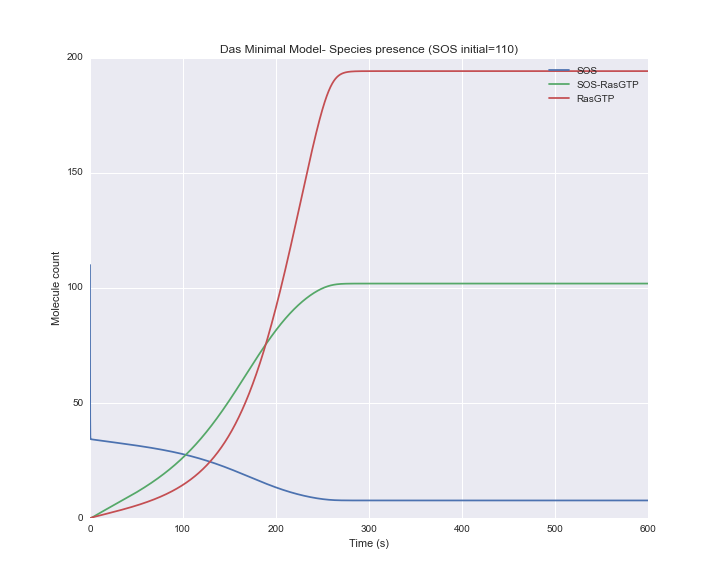 Das Minimal Model- Species presence (SOS initial=110)
200
SOS
SOS-RasGTP
RasGTP
150
Molecule count
100
50
0
0 100 200 300 400 500 600
Time (s)